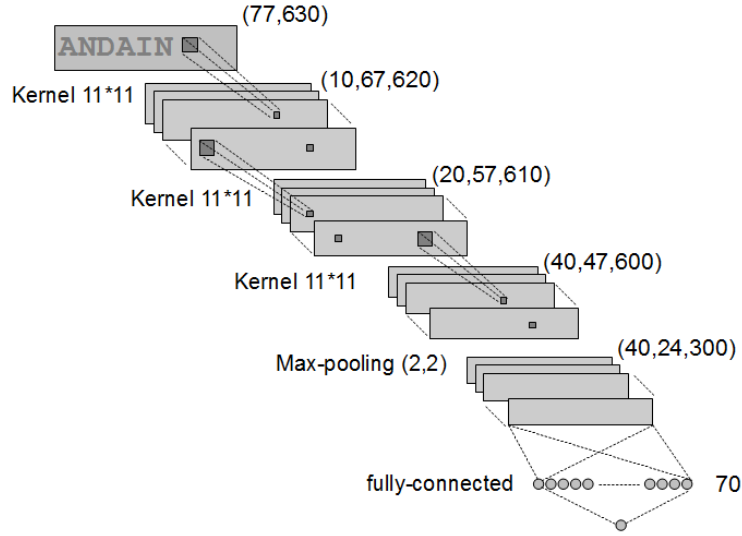 (77,630)
ANDAIN
Kernel 11*11
(10,67,620)
Kernel 11*11
(20,57,610)
Kernel 11*11
(40,47,600)
Max-pooling (2,2)
(40,24,300)
fully-connected
70